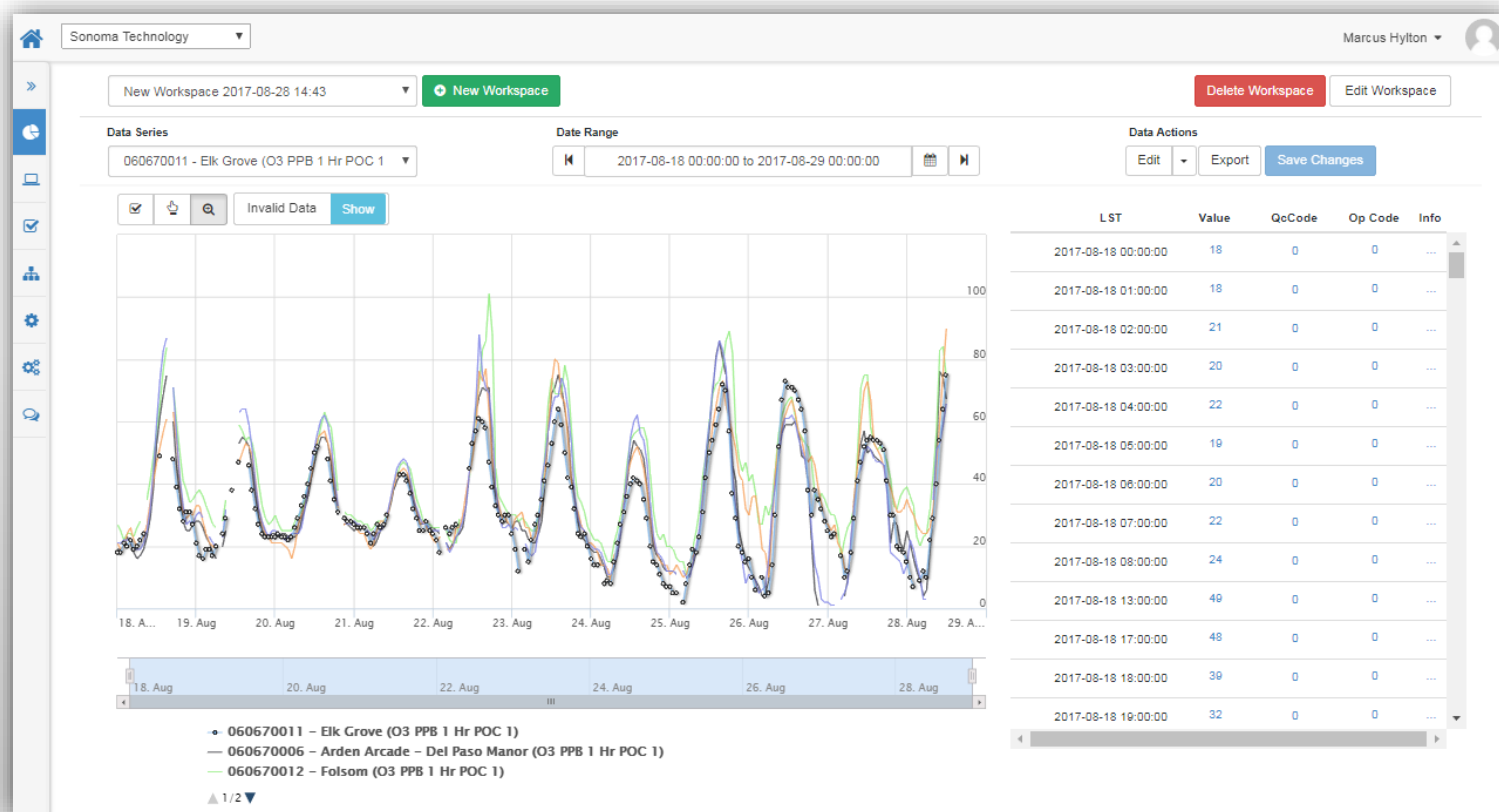 Sonoma Technology
Marcus Hylton
New Workspace 2017-08-28 14:43
New Workspace
Delete Workspace
Edit Workspace
Data Series
Date Range
Data Actions
060670011 - Elk Grove (O3 PPB 1 Hr POC 1
2017-08-18 00:00:00 to 2017-08-29 00:00:00
Edit
Export
Save Changes
Invalid Data
Show
LST Value QcCode Op Code Info
2017-08-18 00:00:00 18 0 0 ...
2017-08-18 01:00:00 18 0 0 ...
2017-08-18 02:00:00 21 0 0 ...
2017-08-18 03:00:00 20 0 0 ...
2017-08-18 04:00:00 22 0 0 ...
2017-08-18 05:00:00 19 0 0 ...
2017-08-18 06:00:00 20 0 0 ...
2017-08-18 07:00:00 22 0 0 ...
2017-08-18 08:00:00 24 0 0 ...
2017-08-18 13:00:00 49 0 0 ...
2017-08-18 17:00:00 48 0 0 ...
2017-08-18 18:00:00 39 0 0 ...
2017-08-18 19:00:00 32 0 0 ...
100
80
60
40
20
0
18. A... 19. Aug 20. Aug 21. Aug 22. Aug 23. Aug 24. Aug 25. Aug 26. Aug 27. Aug 28. Aug 29. A...
18. Aug 20. Aug 22. Aug 24. Aug 26. Aug 28. Aug
060670011 – Elk Grove (O3 PPB 1 Hr POC 1)
060670006 – Arden Arcade – Del Paso Manor (O3 PPB 1 Hr POC 1)
060670012 – Folsom (O3 PPB 1 Hr POC 1)
1/2